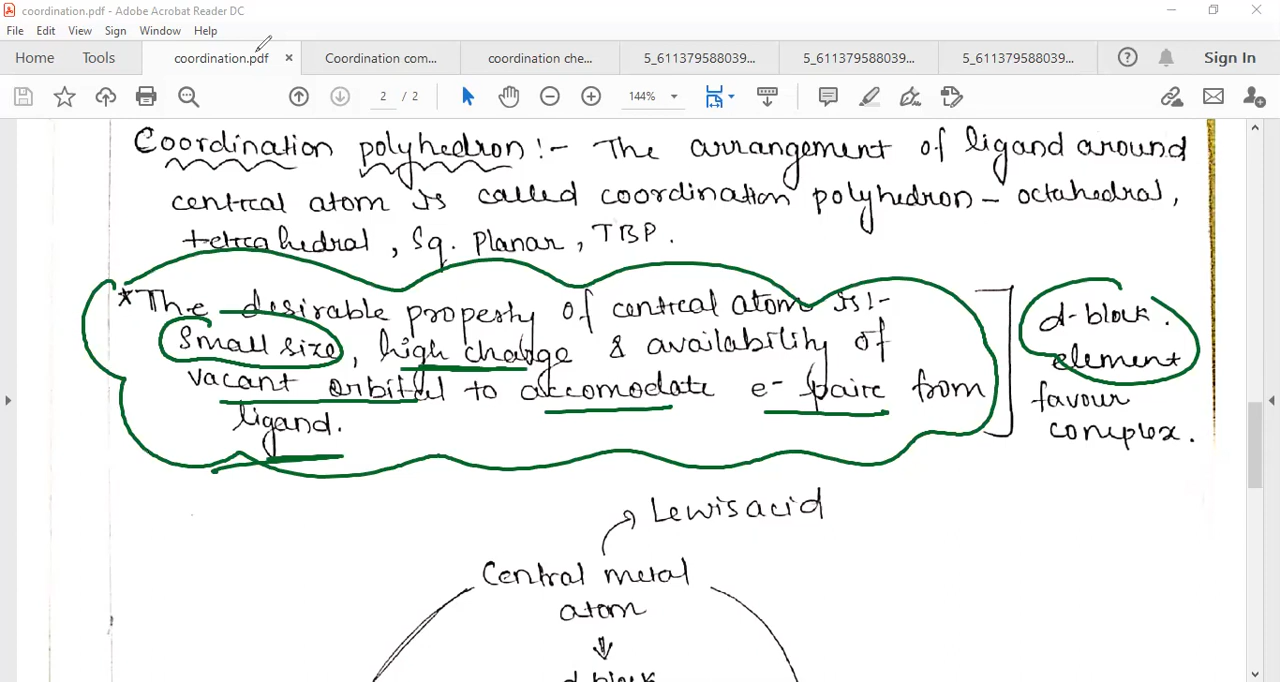 coordination.pdf - Adobe Acrobat Reader DC
File Edit View Sign Window Help
Home Tools coordination.pdf × Coordination com... coordination che... 5_611379588039... 5_611379588039... 5_611379588039... Sign In
2 / 2 144%
Coordination polyhedron :- The arrangement of ligand around
central atom is called coordination polyhedron - octahedral,
tetrahedral, Sq. planar, TBP.
*The desirable property of central atom is :-
Small size, high charge & availability of
vacant orbital to accomodate e- pair from
ligand.
d-block
element
favour
complex.
Lewis acid
Central metal
atom
d block